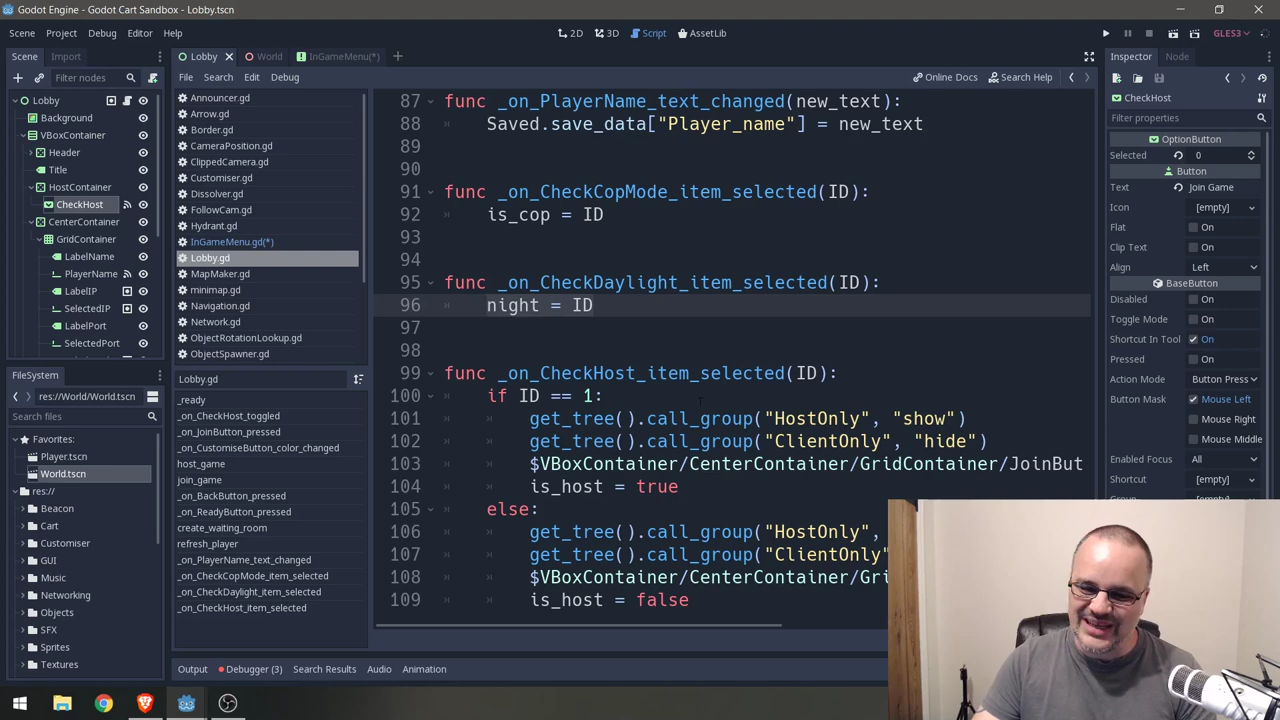 Godot Engine - Godot Cart Sandbox - Lobby.tscn
Scene Project Debug Editor Help
2D 3D Script AssetLib
GLES3
Scene Import
Filter nodes
Lobby
Background
VBoxContainer
Header
Title
HostContainer
CheckHost
CenterContainer
GridContainer
LabelName
PlayerName
LabelIP
SelectedIP
LabelPort
SelectedPort
FileSystem
res://World/World.tscn
Search files
Favorites:
Player.tscn
World.tscn
res://
Beacon
Cart
Customiser
GUI
Music
Networking
Objects
SFX
Sprites
Textures
Lobby World InGameMenu(*)
File Search Edit Debug
Online Docs Search Help
Announcer.gd
Arrow.gd
Border.gd
CameraPosition.gd
ClippedCamera.gd
Customiser.gd
Dissolver.gd
FollowCam.gd
Hydrant.gd
InGameMenu.gd(*)
Lobby.gd
MapMaker.gd
minimap.gd
Navigation.gd
Network.gd
ObjectRotationLookup.gd
ObjectSpawner.gd
Lobby.gd
_ready
_on_CheckHost_toggled
_on_JoinButton_pressed
_on_CustomiseButton_color_changed
host_game
join_game
_on_BackButton_pressed
_on_ReadyButton_pressed
create_waiting_room
refresh_player
_on_PlayerName_text_changed
_on_CheckCopMode_item_selected
_on_CheckDaylight_item_selected
_on_CheckHost_item_selected
87 func _on_PlayerName_text_changed(new_text):
88 Saved.save_data["Player_name"] = new_text
89
90
91 func _on_CheckCopMode_item_selected(ID):
92 is_cop = ID
93
94
95 func _on_CheckDaylight_item_selected(ID):
96 night = ID
97
98
99 func _on_CheckHost_item_selected(ID):
100 if ID == 1:
101 get_tree().call_group("HostOnly", "show")
102 get_tree().call_group("ClientOnly", "hide")
103 $VBoxContainer/CenterContainer/GridContainer/JoinBut
104 is_host = true
105 else:
106 get_tree().call_group("HostOnly",
107 get_tree().call_group("ClientOnly"
108 $VBoxContainer/CenterContainer/Gri
109 is_host = false
Output Debugger (3) Search Results Audio Animation
Inspector Node
CheckHost
Filter properties
OptionButton
Selected 0
Button
Text Join Game
Icon [empty]
Flat On
Clip Text On
Align Left
BaseButton
Disabled On
Toggle Mode On
Shortcut In Tool On
Pressed On
Action Mode Button Press
Button Mask Mouse Left
Mouse Right
Mouse Middle
Enabled Focus All
Shortcut [empty]